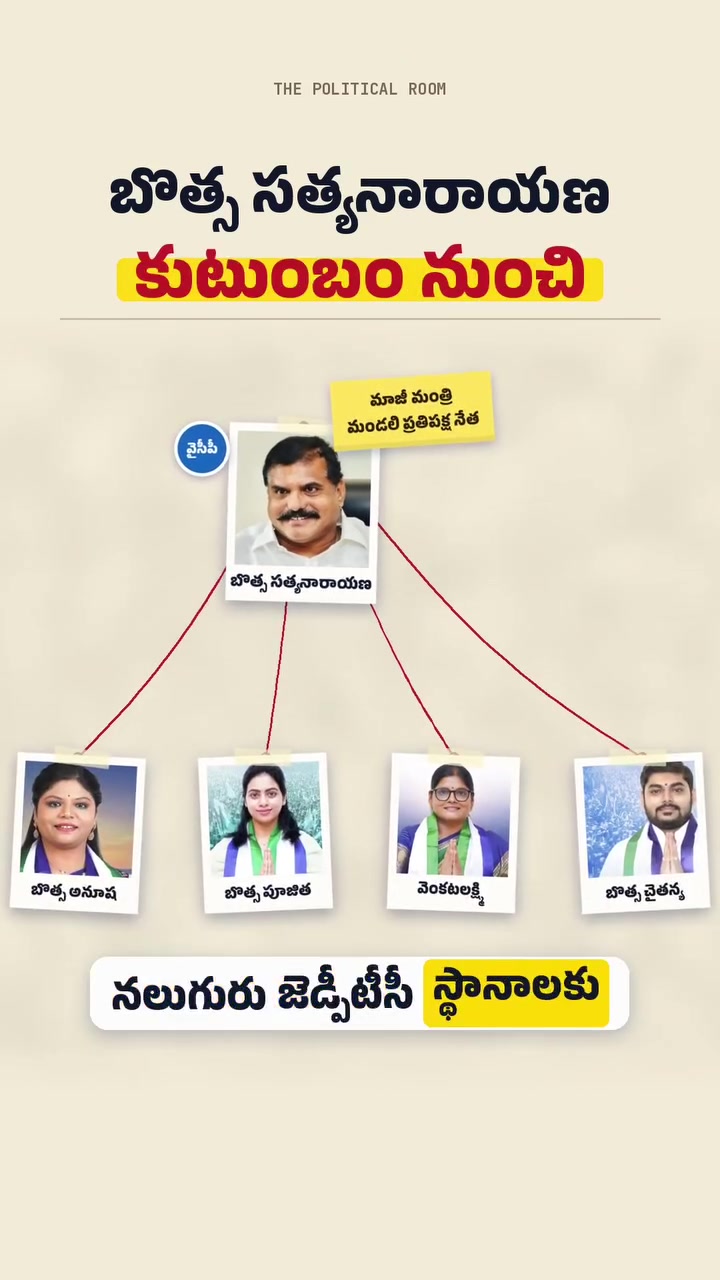 THE POLITICAL ROOM
బొత్స సత్యనారాయణ
కుటుంబం నుంచి
మాజీ మంత్రి
మండలి ప్రతిపక్ష నేత
వైసీపీ
బొత్స సత్యనారాయణ
బొత్స అనూష
బొత్స పూజిత
వెంకటలక్ష్మి
బొత్స చైతన్య
నలుగురు జెడ్పీటీసీ స్థానాలకు